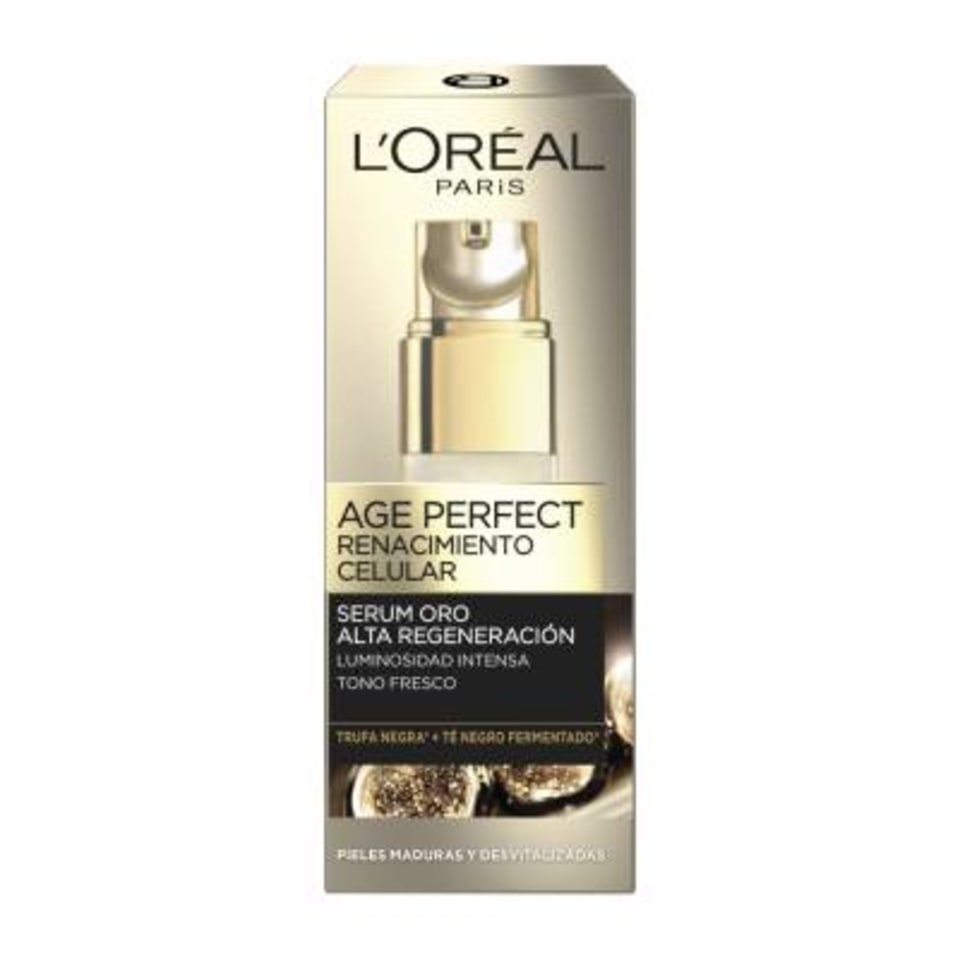 L'ORÉAL
PARiS
AGE PERFECT
RENACIMIENTO
CELULAR
SERUM ORO
ALTA REGENERACIÓN
LUMINOSIDAD INTENSA
TONO FRESCO
TRUFA NEGRA* + TÉ NEGRO FERMENTADO*
PIELES MADURAS Y DESVITALIZADAS